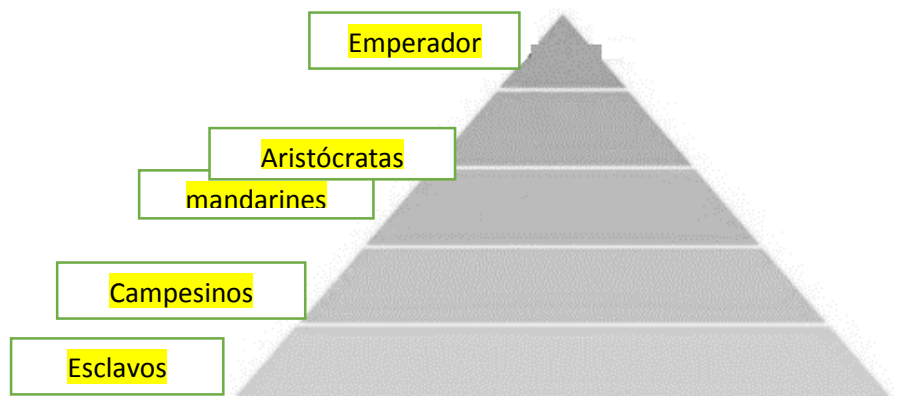 Emperador
Aristócratas
mandarines
Campesinos
Esclavos